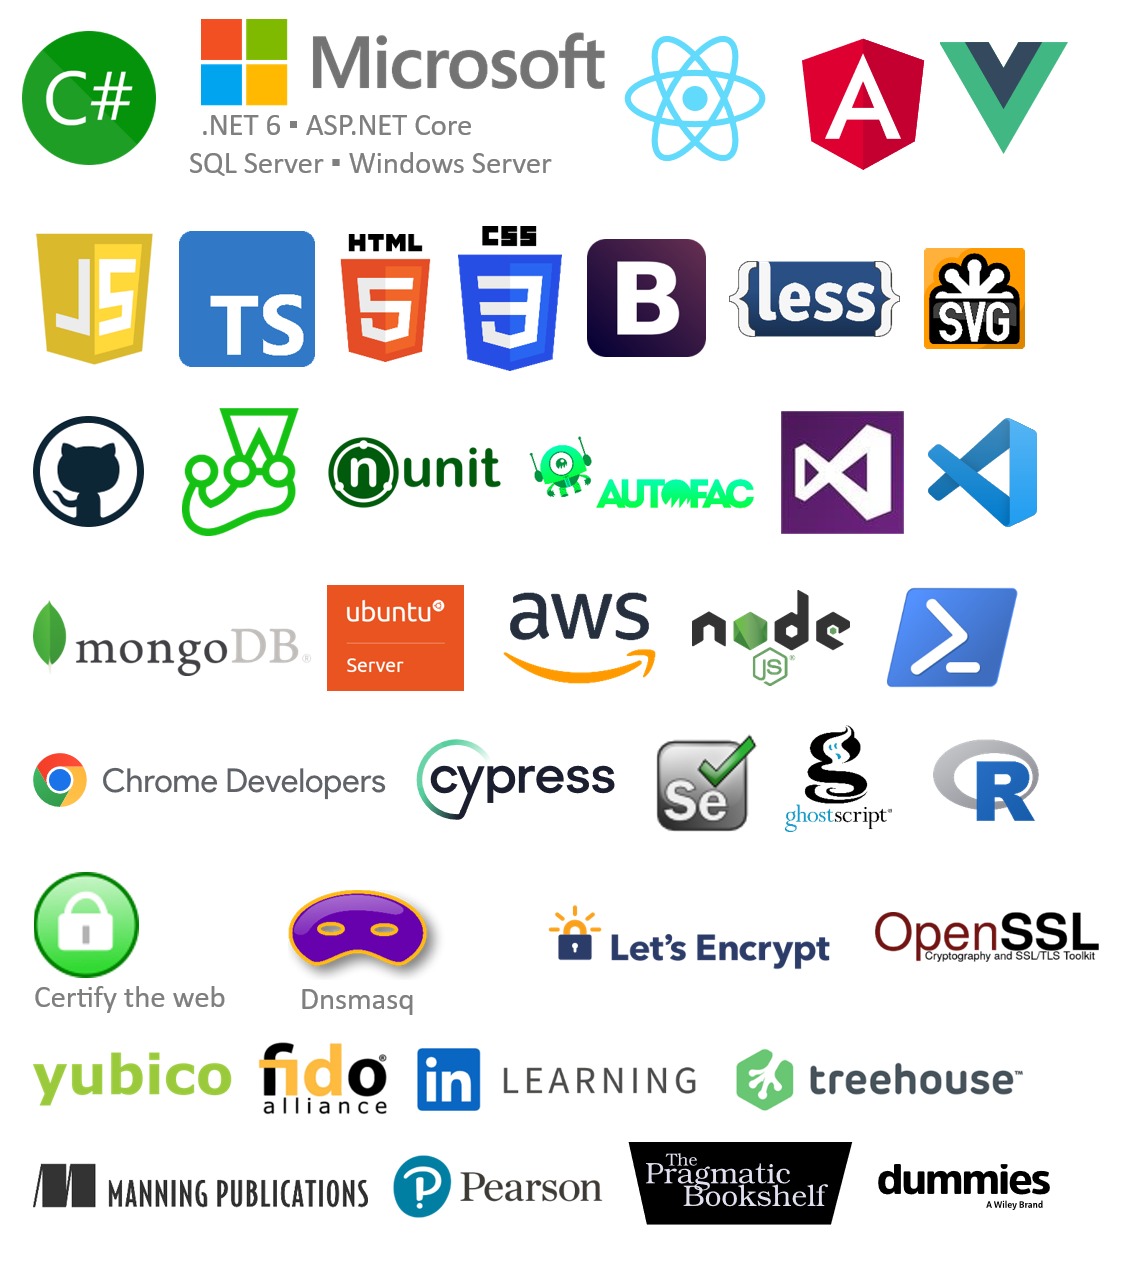 C#
Microsoft
.NET 6 ▪ ASP.NET Core
SQL Server ▪ Windows Server
A
JS
TS
HTML
5
CSS
3
B
{less}
SVG
n unit
AUTOFAC
mongoDB®
ubuntu
Server
aws
node
JS®
Chrome Developers
cypress
Se
g
ghostscript®
R
Certify the web
Dnsmasq
Let's Encrypt
OpenSSL
Cryptography and SSL/TLS Toolkit
yubico
fido®
alliance
in LEARNING
treehouse™
MANNING PUBLICATIONS
P Pearson
The
Pragmatic
Bookshelf
dummies
A Wiley Brand